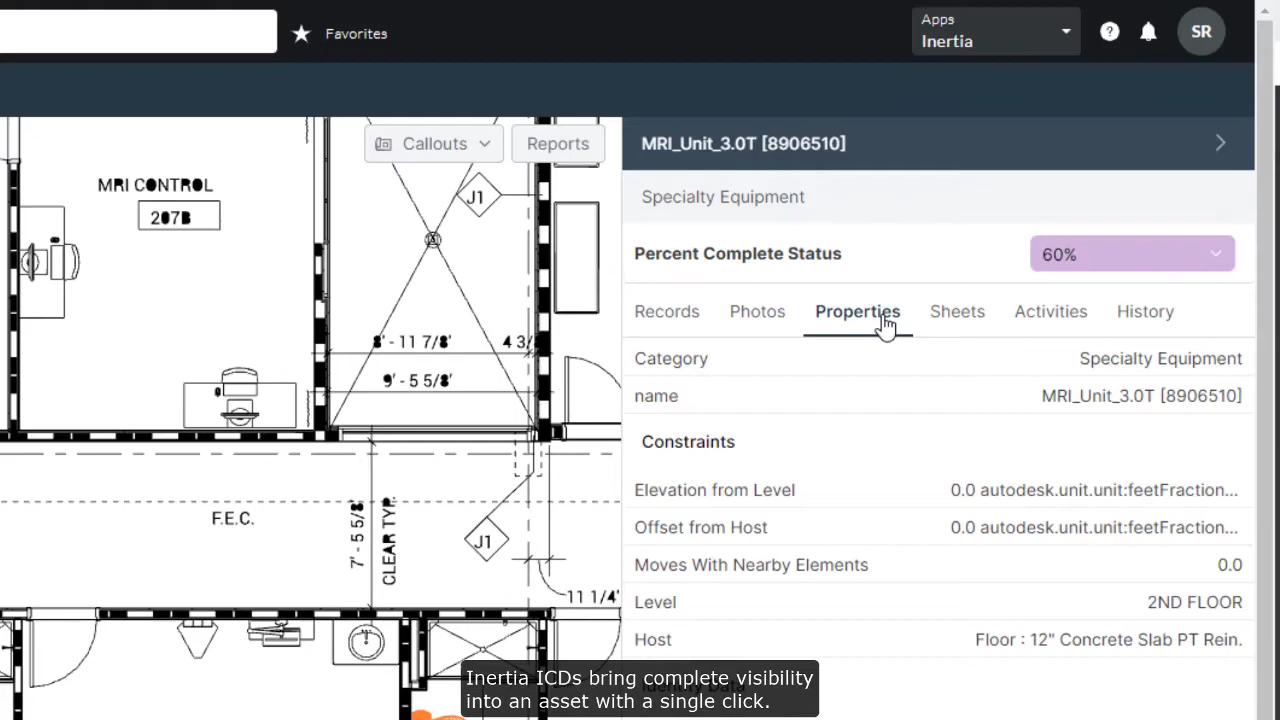 Favorites
Apps
Inertia
SR
Callouts
Reports
MRI_Unit_3.0T [8906510]
Specialty Equipment
Percent Complete Status
60%
Records
Photos
Properties
Sheets
Activities
History
Category
Specialty Equipment
name
MRI_Unit_3.0T [8906510]
Constraints
Elevation from Level
0.0 autodesk.unit.unit:feetFraction...
Offset from Host
0.0 autodesk.unit.unit:feetFraction...
Moves With Nearby Elements
0.0
Level
2ND FLOOR
Host
Floor : 12" Concrete Slab PT Rein.
Identity Data
MRI CONTROL
207B
J1
8' - 11 7/8'
4 3/
9' - 5 5/8'
F.E.C.
7' - 5 5/8'
CLEAR TYP.
J1
11 1/4'
Inertia ICDs bring complete visibility
into an asset with a single click.